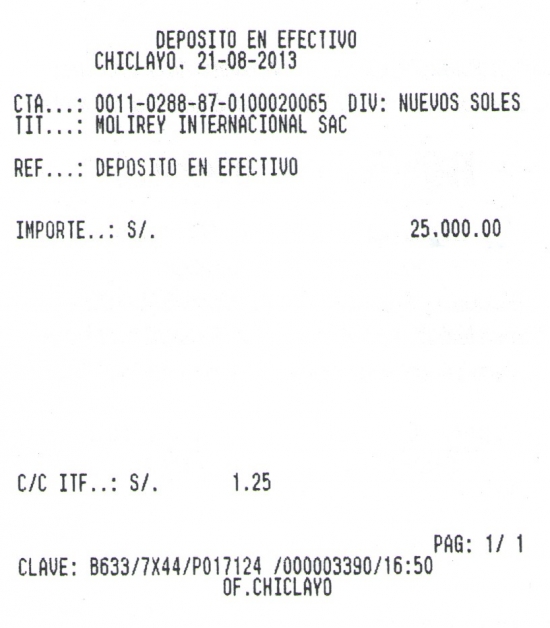 DEPOSITO EN EFECTIVO
CHICLAYO, 21-08-2013
CTA...: 0011-0288-87-0100020065 DIV: NUEVOS SOLES
TIT...: MOLIREY INTERNACIONAL SAC
REF...: DEPOSITO EN EFECTIVO
IMPORTE..: S/. 25,000.00
C/C ITF..: S/. 1.25
PAG: 1/ 1
CLAVE: B633/7X44/P017124 /000003390/16:50
OF.CHICLAYO